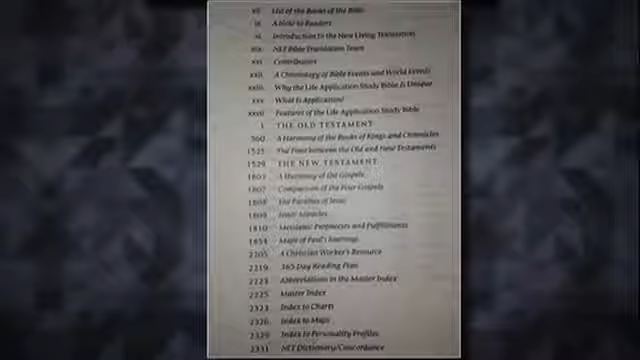 vii List of the Books of the Bible
ix A Note to Readers
xi Introduction to the New Living Translation
xix NLT Bible Translation Team
xxi Contributors
xxii A Chronology of Bible Events and World Events
xxiii Why the Life Application Study Bible Is Unique
xxv What Is Application?
xxvii Features of the Life Application Study Bible
1 THE OLD TESTAMENT
560 A Harmony of the Books of Kings and Chronicles
1525 The Time between the Old and New Testaments
1529 THE NEW TESTAMENT
1803 A Harmony of the Gospels
1807 Comparison of the Four Gospels
1808 The Parables of Jesus
1809 Jesus' Miracles
1810 Messianic Prophecies and Fulfillments
Maps of Paul's Journeys
2205 A Christian Worker's Resource
2219 365-Day Reading Plan
2223 Abbreviations in the Master Index
2225 Master Index
2323 Index to Charts
2326 Index to Maps
2329 Index to Personality Profiles
2331 NLT Dictionary/Concordance